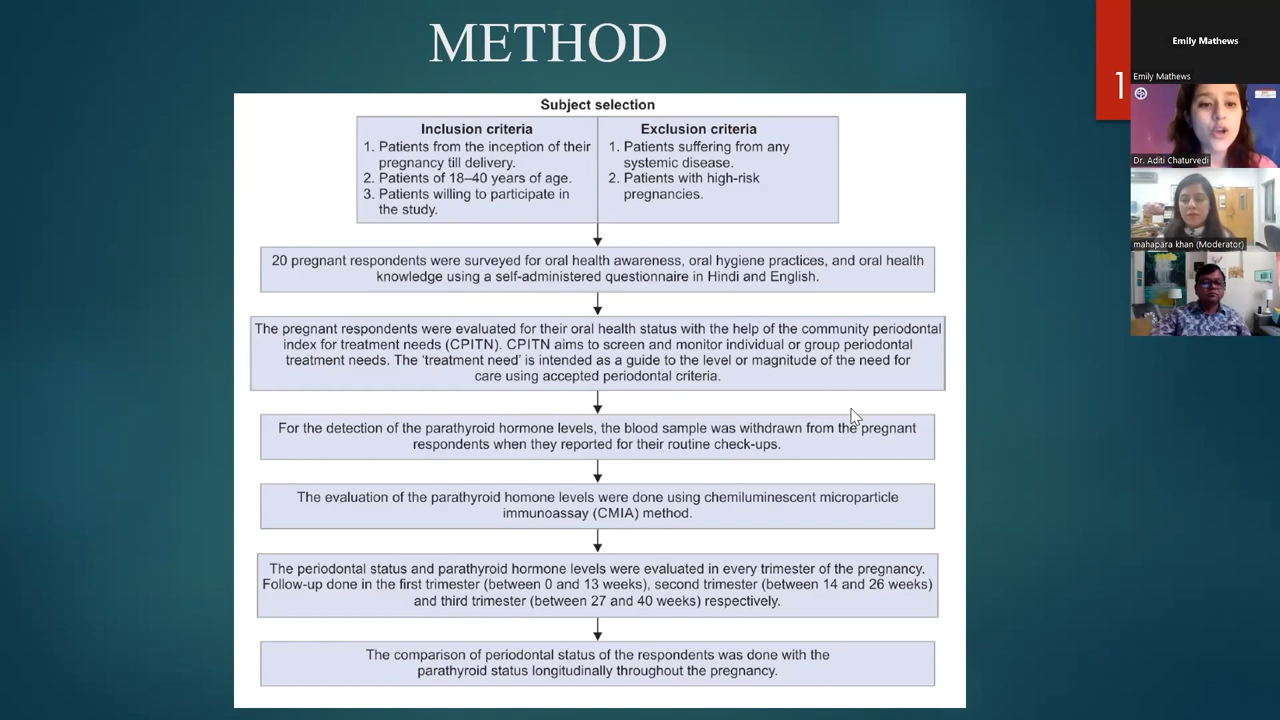 METHOD
Subject selection
Inclusion criteria
1. Patients from the inception of their
pregnancy till delivery.
2. Patients of 18–40 years of age.
3. Patients willing to participate in
the study.
Exclusion criteria
1. Patients suffering from any
systemic disease.
2. Patients with high-risk
pregnancies.
20 pregnant respondents were surveyed for oral health awareness, oral hygiene practices, and oral health
knowledge using a self-administered questionnaire in Hindi and English.
The pregnant respondents were evaluated for their oral health status with the help of the community periodontal
index for treatment needs (CPITN). CPITN aims to screen and monitor individual or group periodontal
treatment needs. The ‘treatment need’ is intended as a guide to the level or magnitude of the need for
care using accepted periodontal criteria.
For the detection of the parathyroid hormone levels, the blood sample was withdrawn from the pregnant
respondents when they reported for their routine check-ups.
The evaluation of the parathyroid homone levels were done using chemiluminescent microparticle
immunoassay (CMIA) method.
The periodontal status and parathyroid hormone levels were evaluated in every trimester of the pregnancy.
Follow-up done in the first trimester (between 0 and 13 weeks), second trimester (between 14 and 26 weeks)
and third trimester (between 27 and 40 weeks) respectively.
The comparison of periodontal status of the respondents was done with the
parathyroid status longitudinally throughout the pregnancy.
1
Emily Mathews
Emily Mathews
Dr. Aditi Chaturvedi
mahapara khan (Moderator)